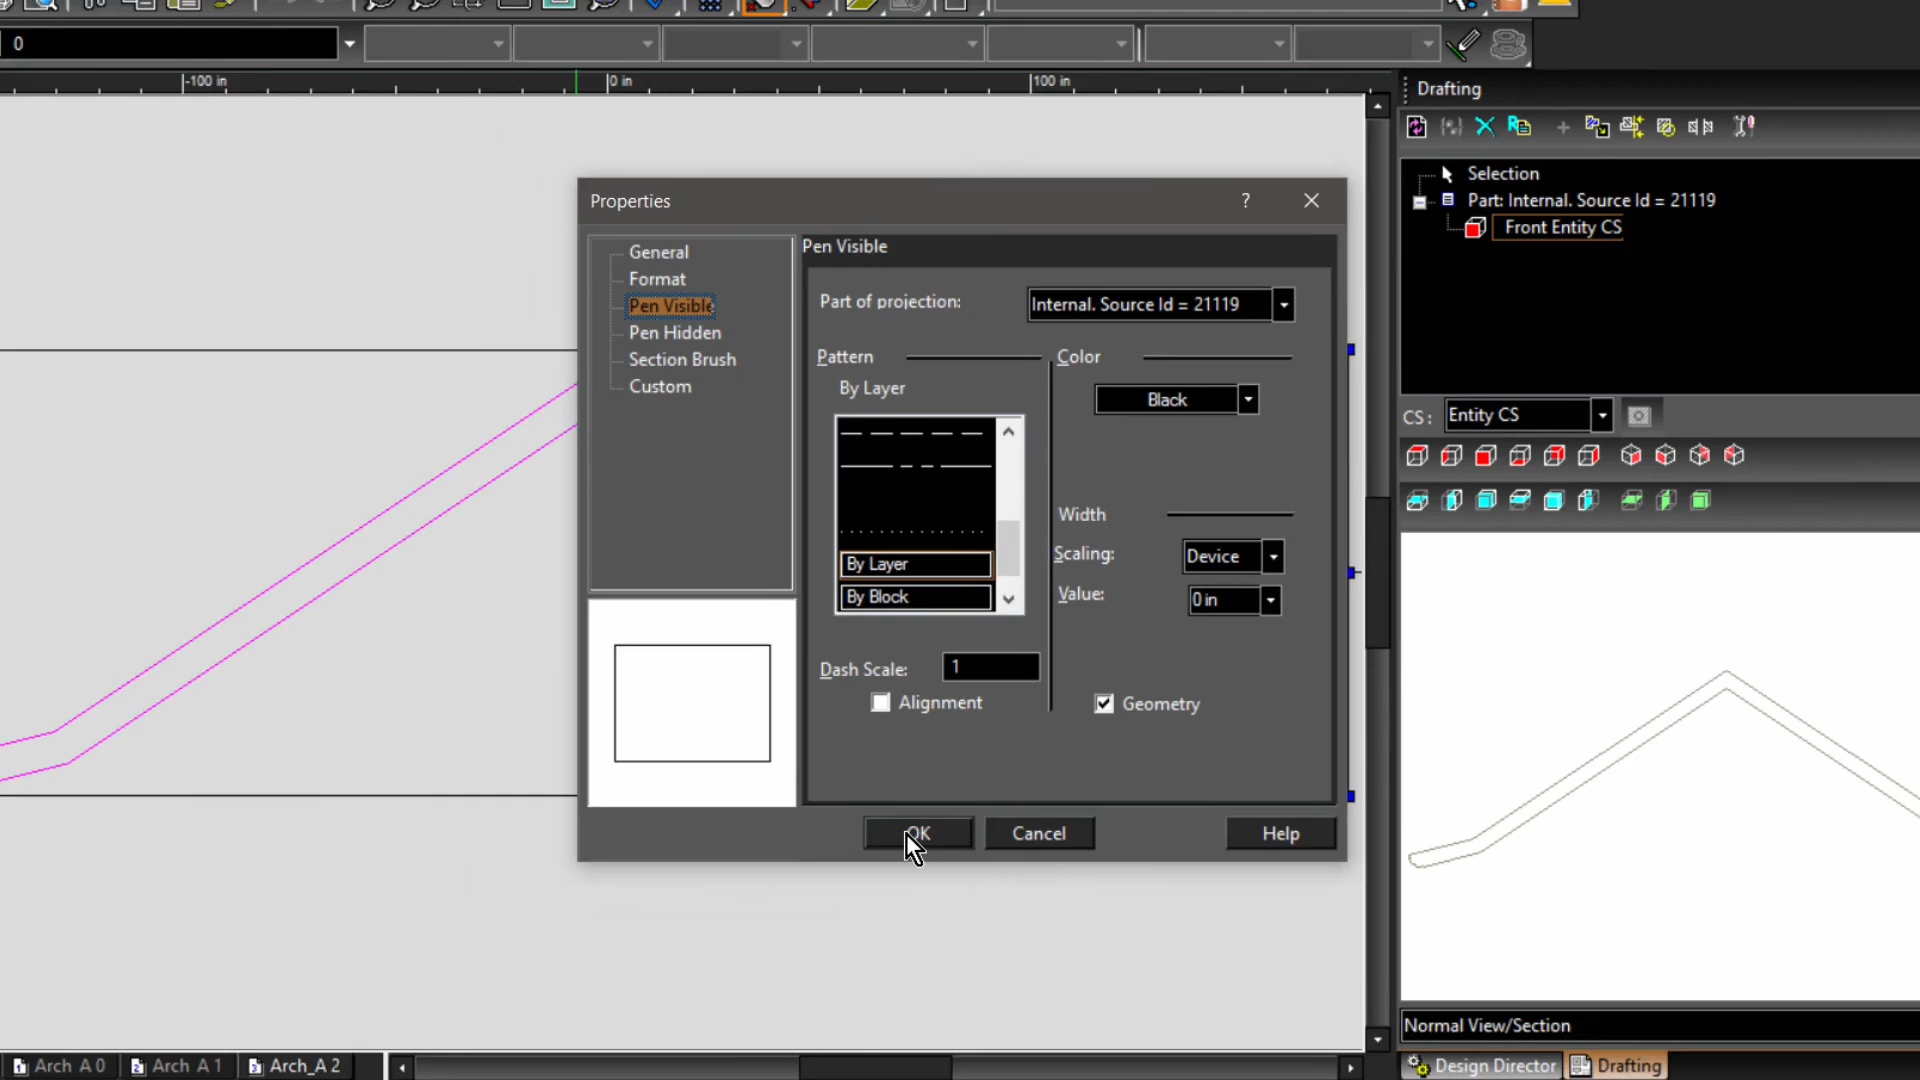 0
-100 in
0 in
100 in
Drafting
Selection
Part: Internal. Source Id = 21119
Front Entity CS
CS:
Entity CS
Normal View/Section
Design Director
Drafting
Properties
?
General
Format
Pen Visible
Pen Hidden
Section Brush
Custom
Pen Visible
Part of projection:
Internal. Source Id = 21119
Pattern
By Layer
By Layer
By Block
Dash Scale:
1
Alignment
Color
Black
Width
Scaling:
Device
Value:
0 in
Geometry
OK
Cancel
Help
Arch A 0
Arch A 1
Arch_A 2